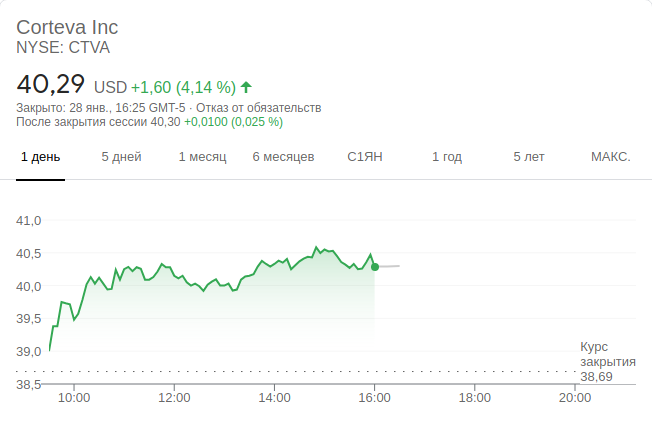 Corteva Inc
NYSE: CTVA
40,29 USD +1,60 (4,14 %)
Закрыто: 28 янв., 16:25 GMT-5 · Отказ от обязательств
После закрытия сессии 40,30 +0,0100 (0,025 %)
1 день 5 дней 1 месяц 6 месяцев С1ЯН 1 год 5 лет МАКС.
41,0
40,5
40,0
39,5
39,0
Курс
закрытия
38,69
38,5
10:00 12:00 14:00 16:00 18:00 20:00